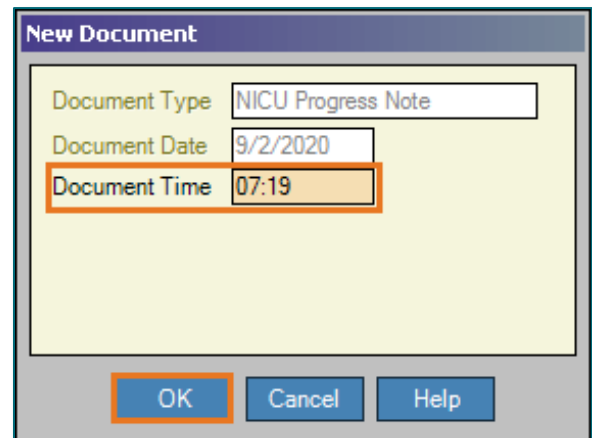 New Document
Document Type NICU Progress Note
Document Date 9/2/2020
Document Time 07:19
OK Cancel Help